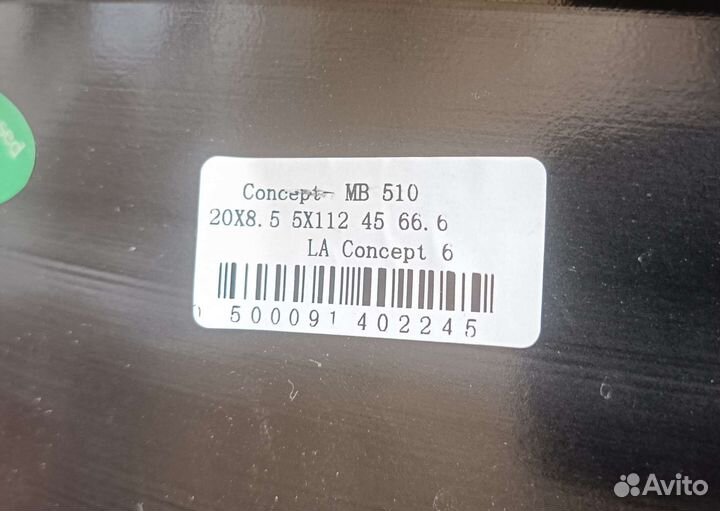 Concept- MB 510
20X8.5 5X112 45 66.6
LA Concept 6
500091 402245
Avito